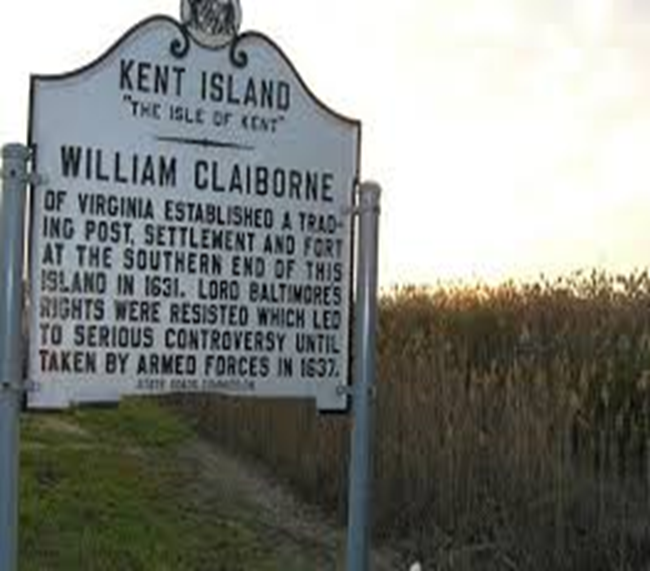 KENT ISLAND
"THE ISLE OF KENT"
WILLIAM CLAIBORNE
OF VIRGINIA ESTABLISHED A TRAD-
ING POST, SETTLEMENT AND FORT
AT THE SOUTHERN END OF THIS
ISLAND IN 1631. LORD BALTIMORE'S
RIGHTS WERE RESISTED WHICH LED
TO SERIOUS CONTROVERSY UNTIL
TAKEN BY ARMED FORCES IN 1637.
STATE ROADS COMMISSION